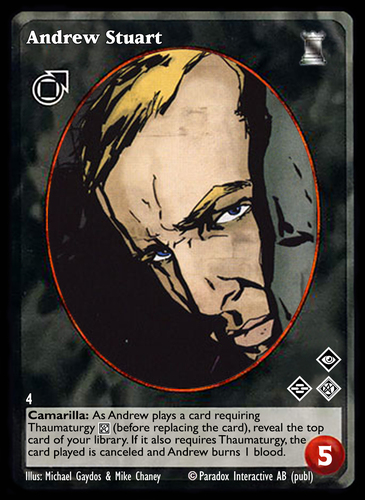 Andrew Stuart
4
Camarilla: As Andrew plays a card requiring
Thaumaturgy (before replacing the card), reveal the top
card of your library. If it also requires Thaumaturgy, the
card played is canceled and Andrew burns 1 blood.
5
Illus: Michael Gaydos & Mike Chaney © Paradox Interactive AB (publ)